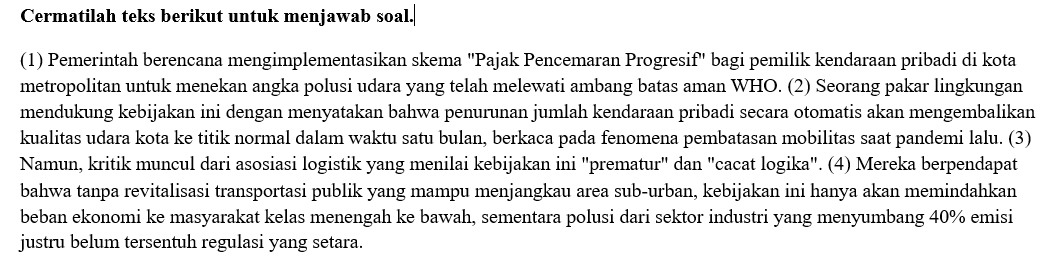 Cermatilah teks berikut untuk menjawab soal.
(1) Pemerintah berencana mengimplementasikan skema "Pajak Pencemaran Progresif" bagi pemilik kendaraan pribadi di kota
metropolitan untuk menekan angka polusi udara yang telah melewati ambang batas aman WHO. (2) Seorang pakar lingkungan
mendukung kebijakan ini dengan menyatakan bahwa penurunan jumlah kendaraan pribadi secara otomatis akan mengembalikan
kualitas udara kota ke titik normal dalam waktu satu bulan, berkaca pada fenomena pembatasan mobilitas saat pandemi lalu. (3)
Namun, kritik muncul dari asosiasi logistik yang menilai kebijakan ini "prematur" dan "cacat logika". (4) Mereka berpendapat
bahwa tanpa revitalisasi transportasi publik yang mampu menjangkau area sub-urban, kebijakan ini hanya akan memindahkan
beban ekonomi ke masyarakat kelas menengah ke bawah, sementara polusi dari sektor industri yang menyumbang 40% emisi
justru belum tersentuh regulasi yang setara.